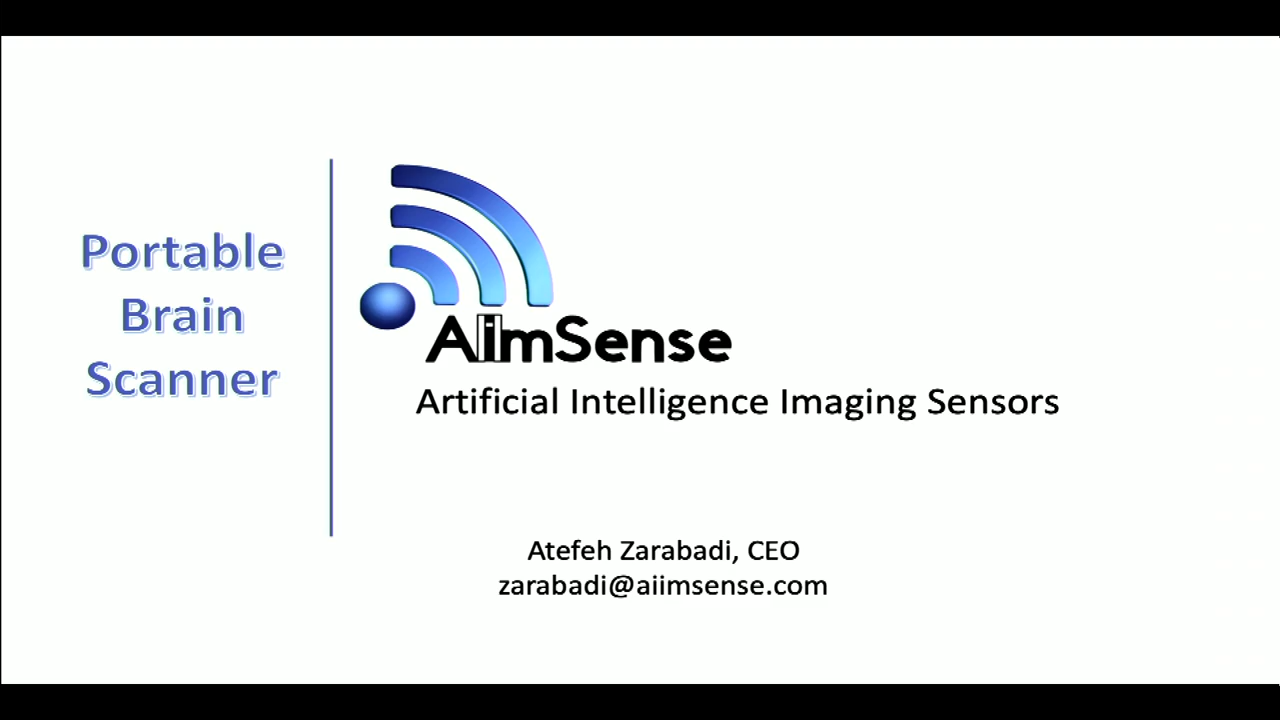 Portable
Brain
Scanner
AiimSense
Artificial Intelligence Imaging Sensors
Atefeh Zarabadi, CEO
zarabadi@aiimsense.com